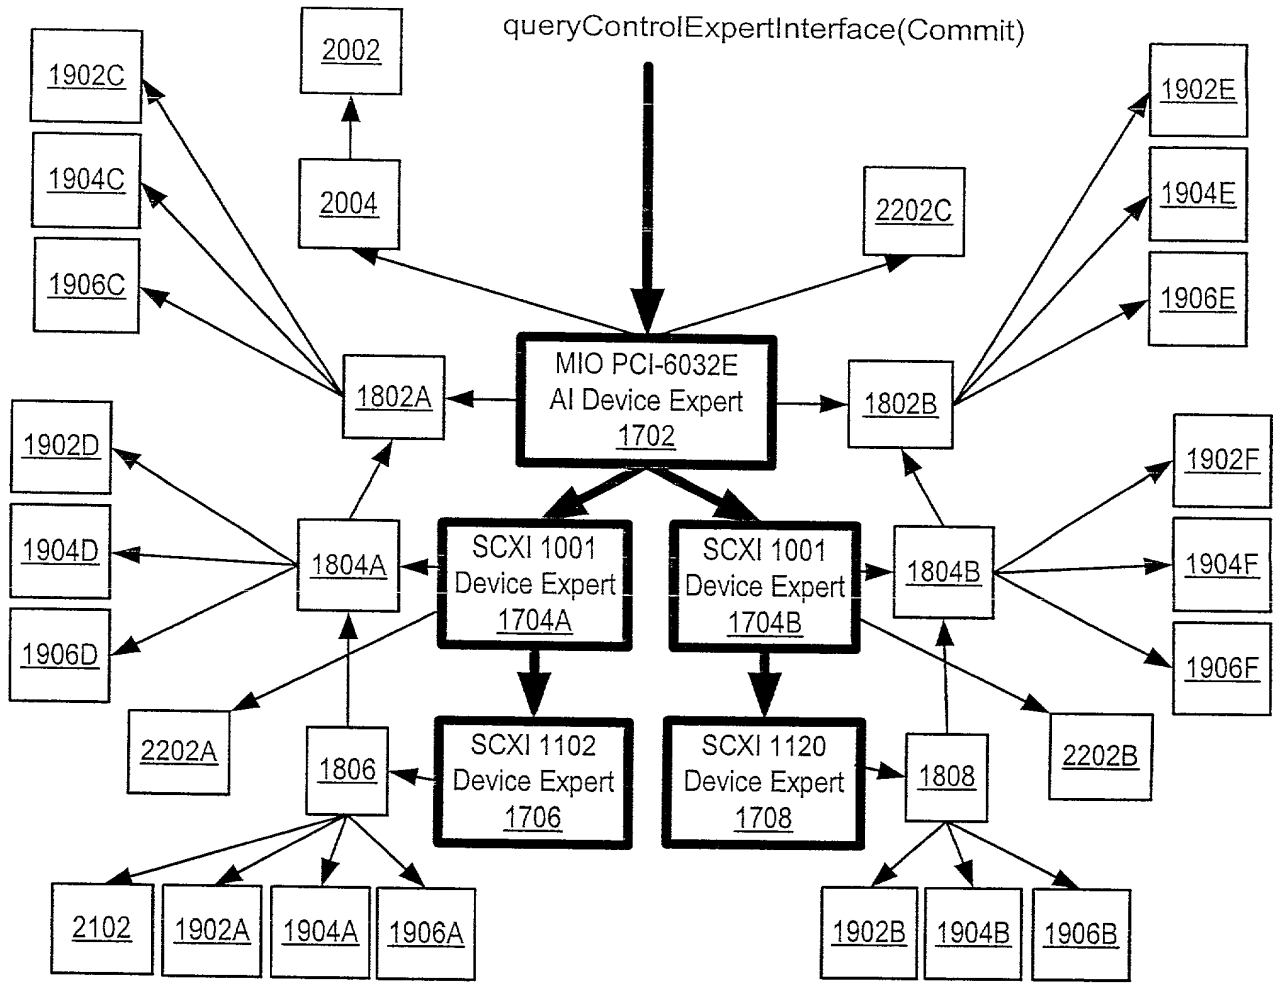 queryControlExpertInterface(Commit)
2002
1902C
1902E
1904C
2004
2202C
1904E
1906C
1906E
MIO PCI-6032E
AI Device Expert
1702
1802A
1802B
1902D
1902F
1904D
1804A
SCXI 1001
Device Expert
1704A
SCXI 1001
Device Expert
1704B
1804B
1904F
1906D
1906F
2202A
1806
SCXI 1102
Device Expert
1706
SCXI 1120
Device Expert
1708
1808
2202B
2102
1902A
1904A
1906A
1902B
1904B
1906B